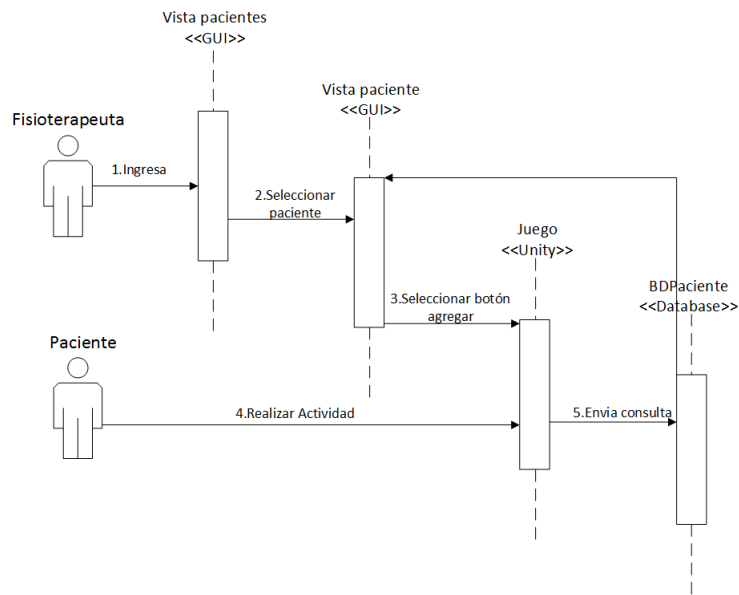 Vista pacientes
<<GUI>>
Vista paciente
<<GUI>>
Fisioterapeuta
1.Ingresa
2.Seleccionar
paciente
Juego
<<Unity>>
BDPaciente
<<Database>>
3.Seleccionar botón
agregar
Paciente
4.Realizar Actividad
5.Envia consulta